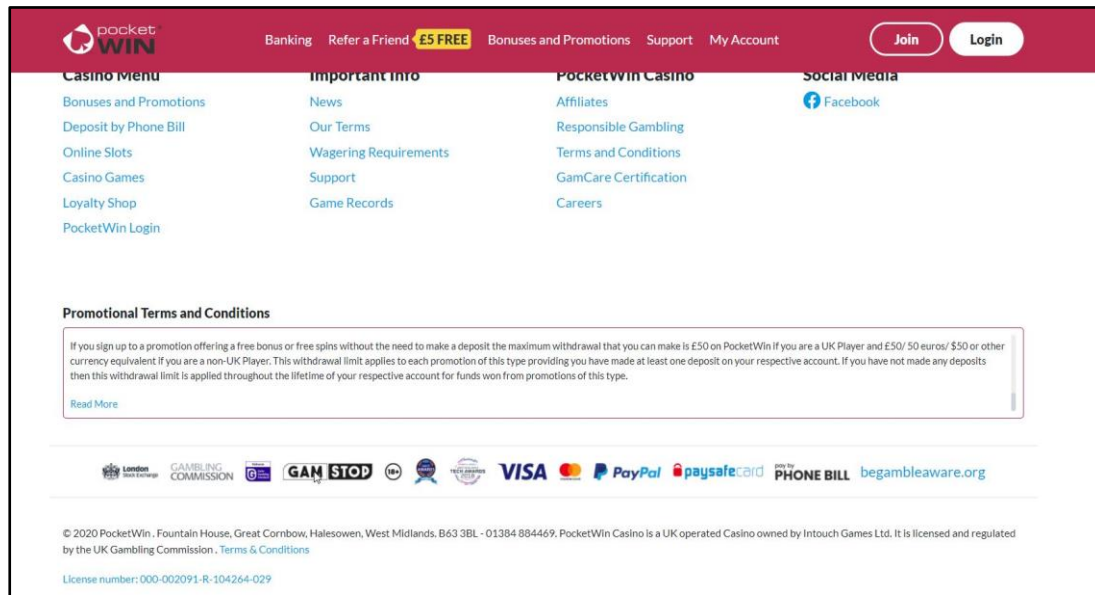 pocket
WIN
Banking Refer a Friend £5 FREE Bonuses and Promotions Support My Account Join Login
Casino Menu Important Info PocketWin Casino Social Media
Bonuses and Promotions News Affiliates Facebook
Deposit by Phone Bill Our Terms Responsible Gambling
Online Slots Wagering Requirements Terms and Conditions
Casino Games Support GamCare Certification
Loyalty Shop Game Records Careers
PocketWin Login
Promotional Terms and Conditions
If you sign up to a promotion offering a free bonus or free spins without the need to make a deposit the maximum withdrawal that you can make is £50 on PocketWin if you are a UK Player and £50/ 50 euros/ $50 or other
currency equivalent if you are a non-UK Player. This withdrawal limit applies to each promotion of this type providing you have made at least one deposit on your respective account. If you have not made any deposits
then this withdrawal limit is applied throughout the lifetime of your respective account for funds won from promotions of this type.
Read More
London Stock Exchange GAMBLING COMMISSION GAMSTOP 18+ VISA PayPal paysafecard pay by PHONE BILL begambleaware.org
© 2020 PocketWin . Fountain House, Great Cornbow, Halesowen, West Midlands. B63 3BL - 01384 884469. PocketWin Casino is a UK operated Casino owned by Intouch Games Ltd. It is licensed and regulated
by the UK Gambling Commission . Terms & Conditions
License number: 000-002091-R-104264-029